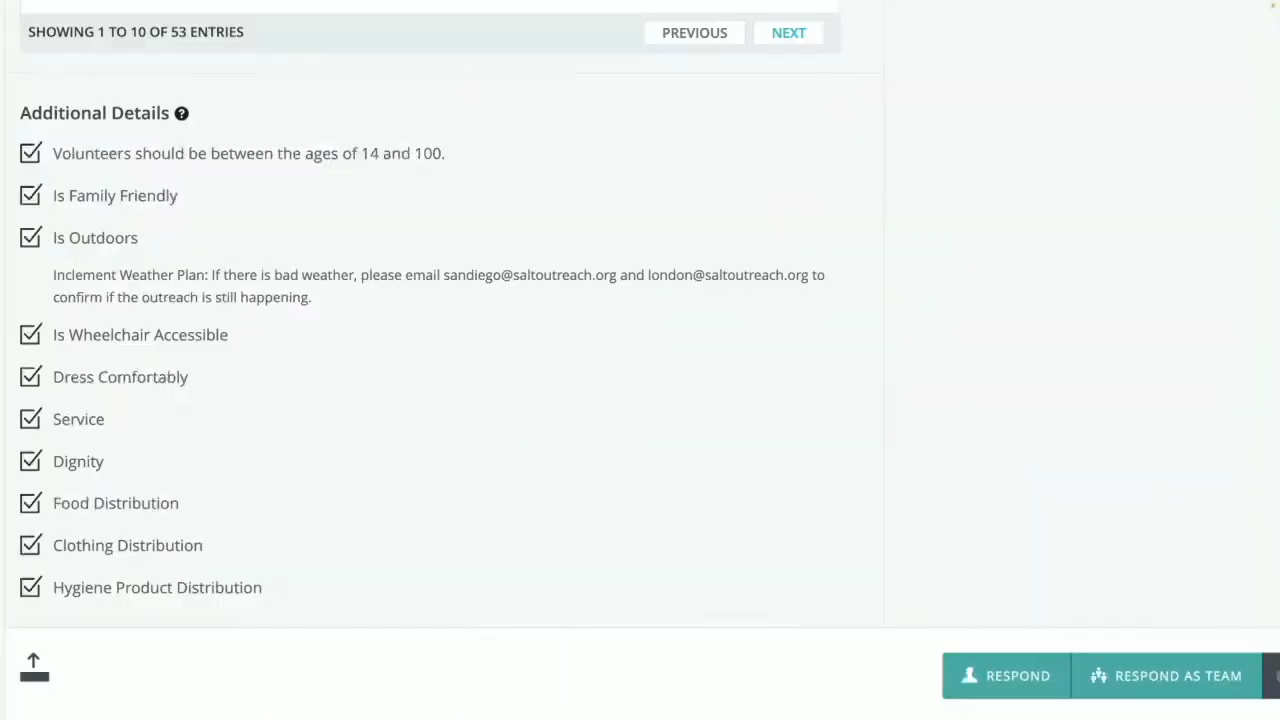 SHOWING 1 TO 10 OF 53 ENTRIES
PREVIOUS
NEXT
Additional Details ?
Volunteers should be between the ages of 14 and 100.
Is Family Friendly
Is Outdoors
Inclement Weather Plan: If there is bad weather, please email sandiego@saltoutreach.org and london@saltoutreach.org to
confirm if the outreach is still happening.
Is Wheelchair Accessible
Dress Comfortably
Service
Dignity
Food Distribution
Clothing Distribution
Hygiene Product Distribution
RESPOND
RESPOND AS TEAM